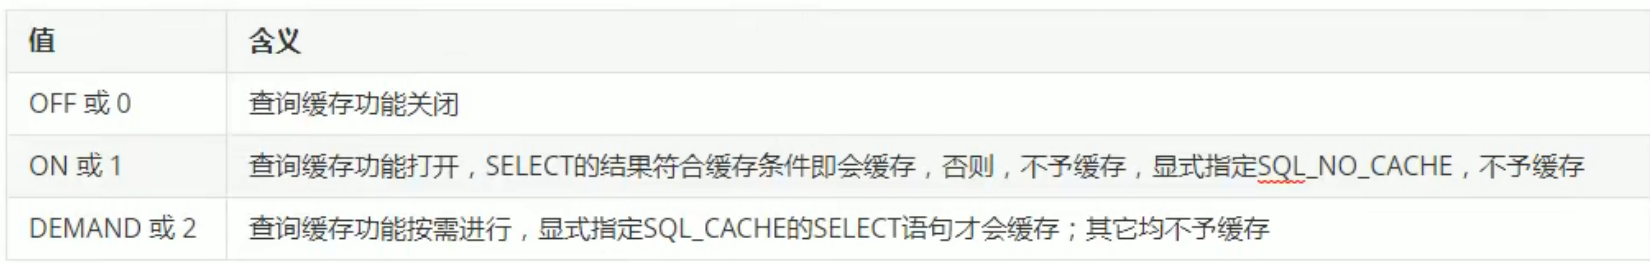 值 含义
OFF 或 0 查询缓存功能关闭
ON 或 1 查询缓存功能打开，SELECT的结果符合缓存条件即会缓存，否则，不予缓存，显式指定SQL_NO_CACHE，不予缓存
DEMAND 或 2 查询缓存功能按需进行，显式指定SQL_CACHE的SELECT语句才会缓存；其它均不予缓存